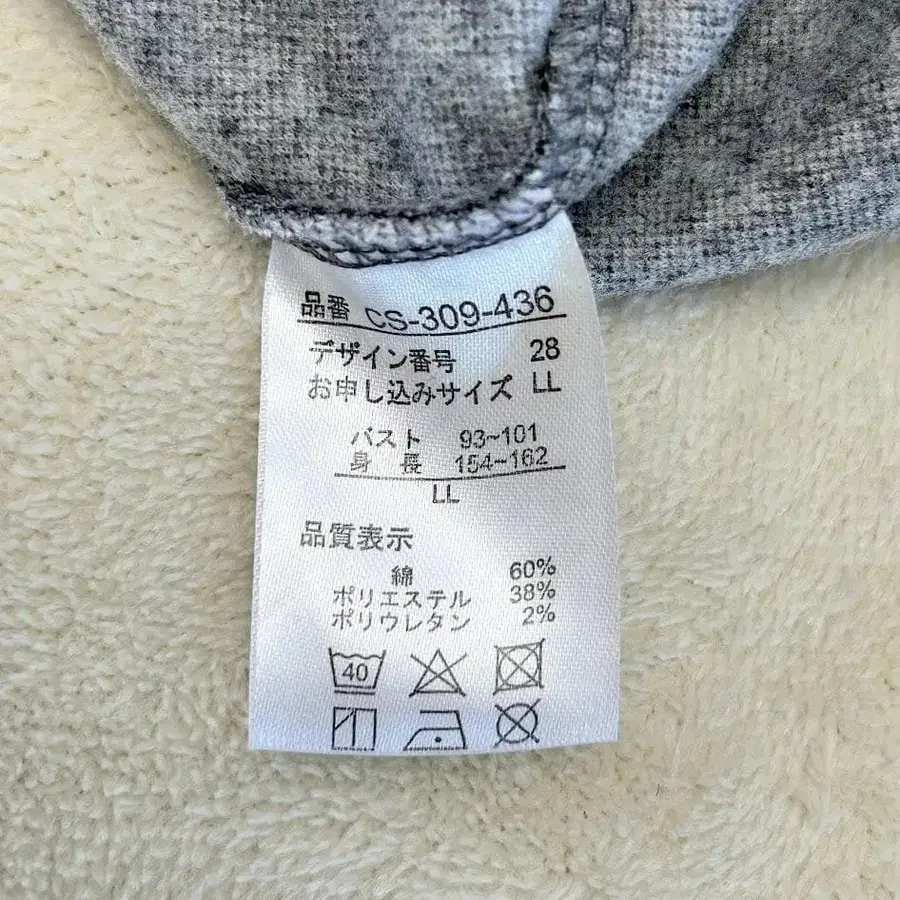 品番 CS-309-436
デザイン番号 28
お申し込みサイズ LL
バスト 93~101
身長 154~162
LL
品質表示
綿 60%
ポリエステル 38%
ポリウレタン 2%
40